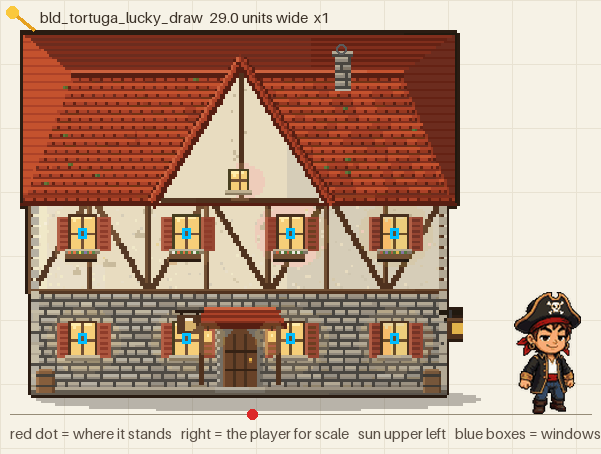 bld_tortuga_lucky_draw 29.0 units wide x1
red dot = where it stands right = the player for scale sun upper left blue boxes = windows